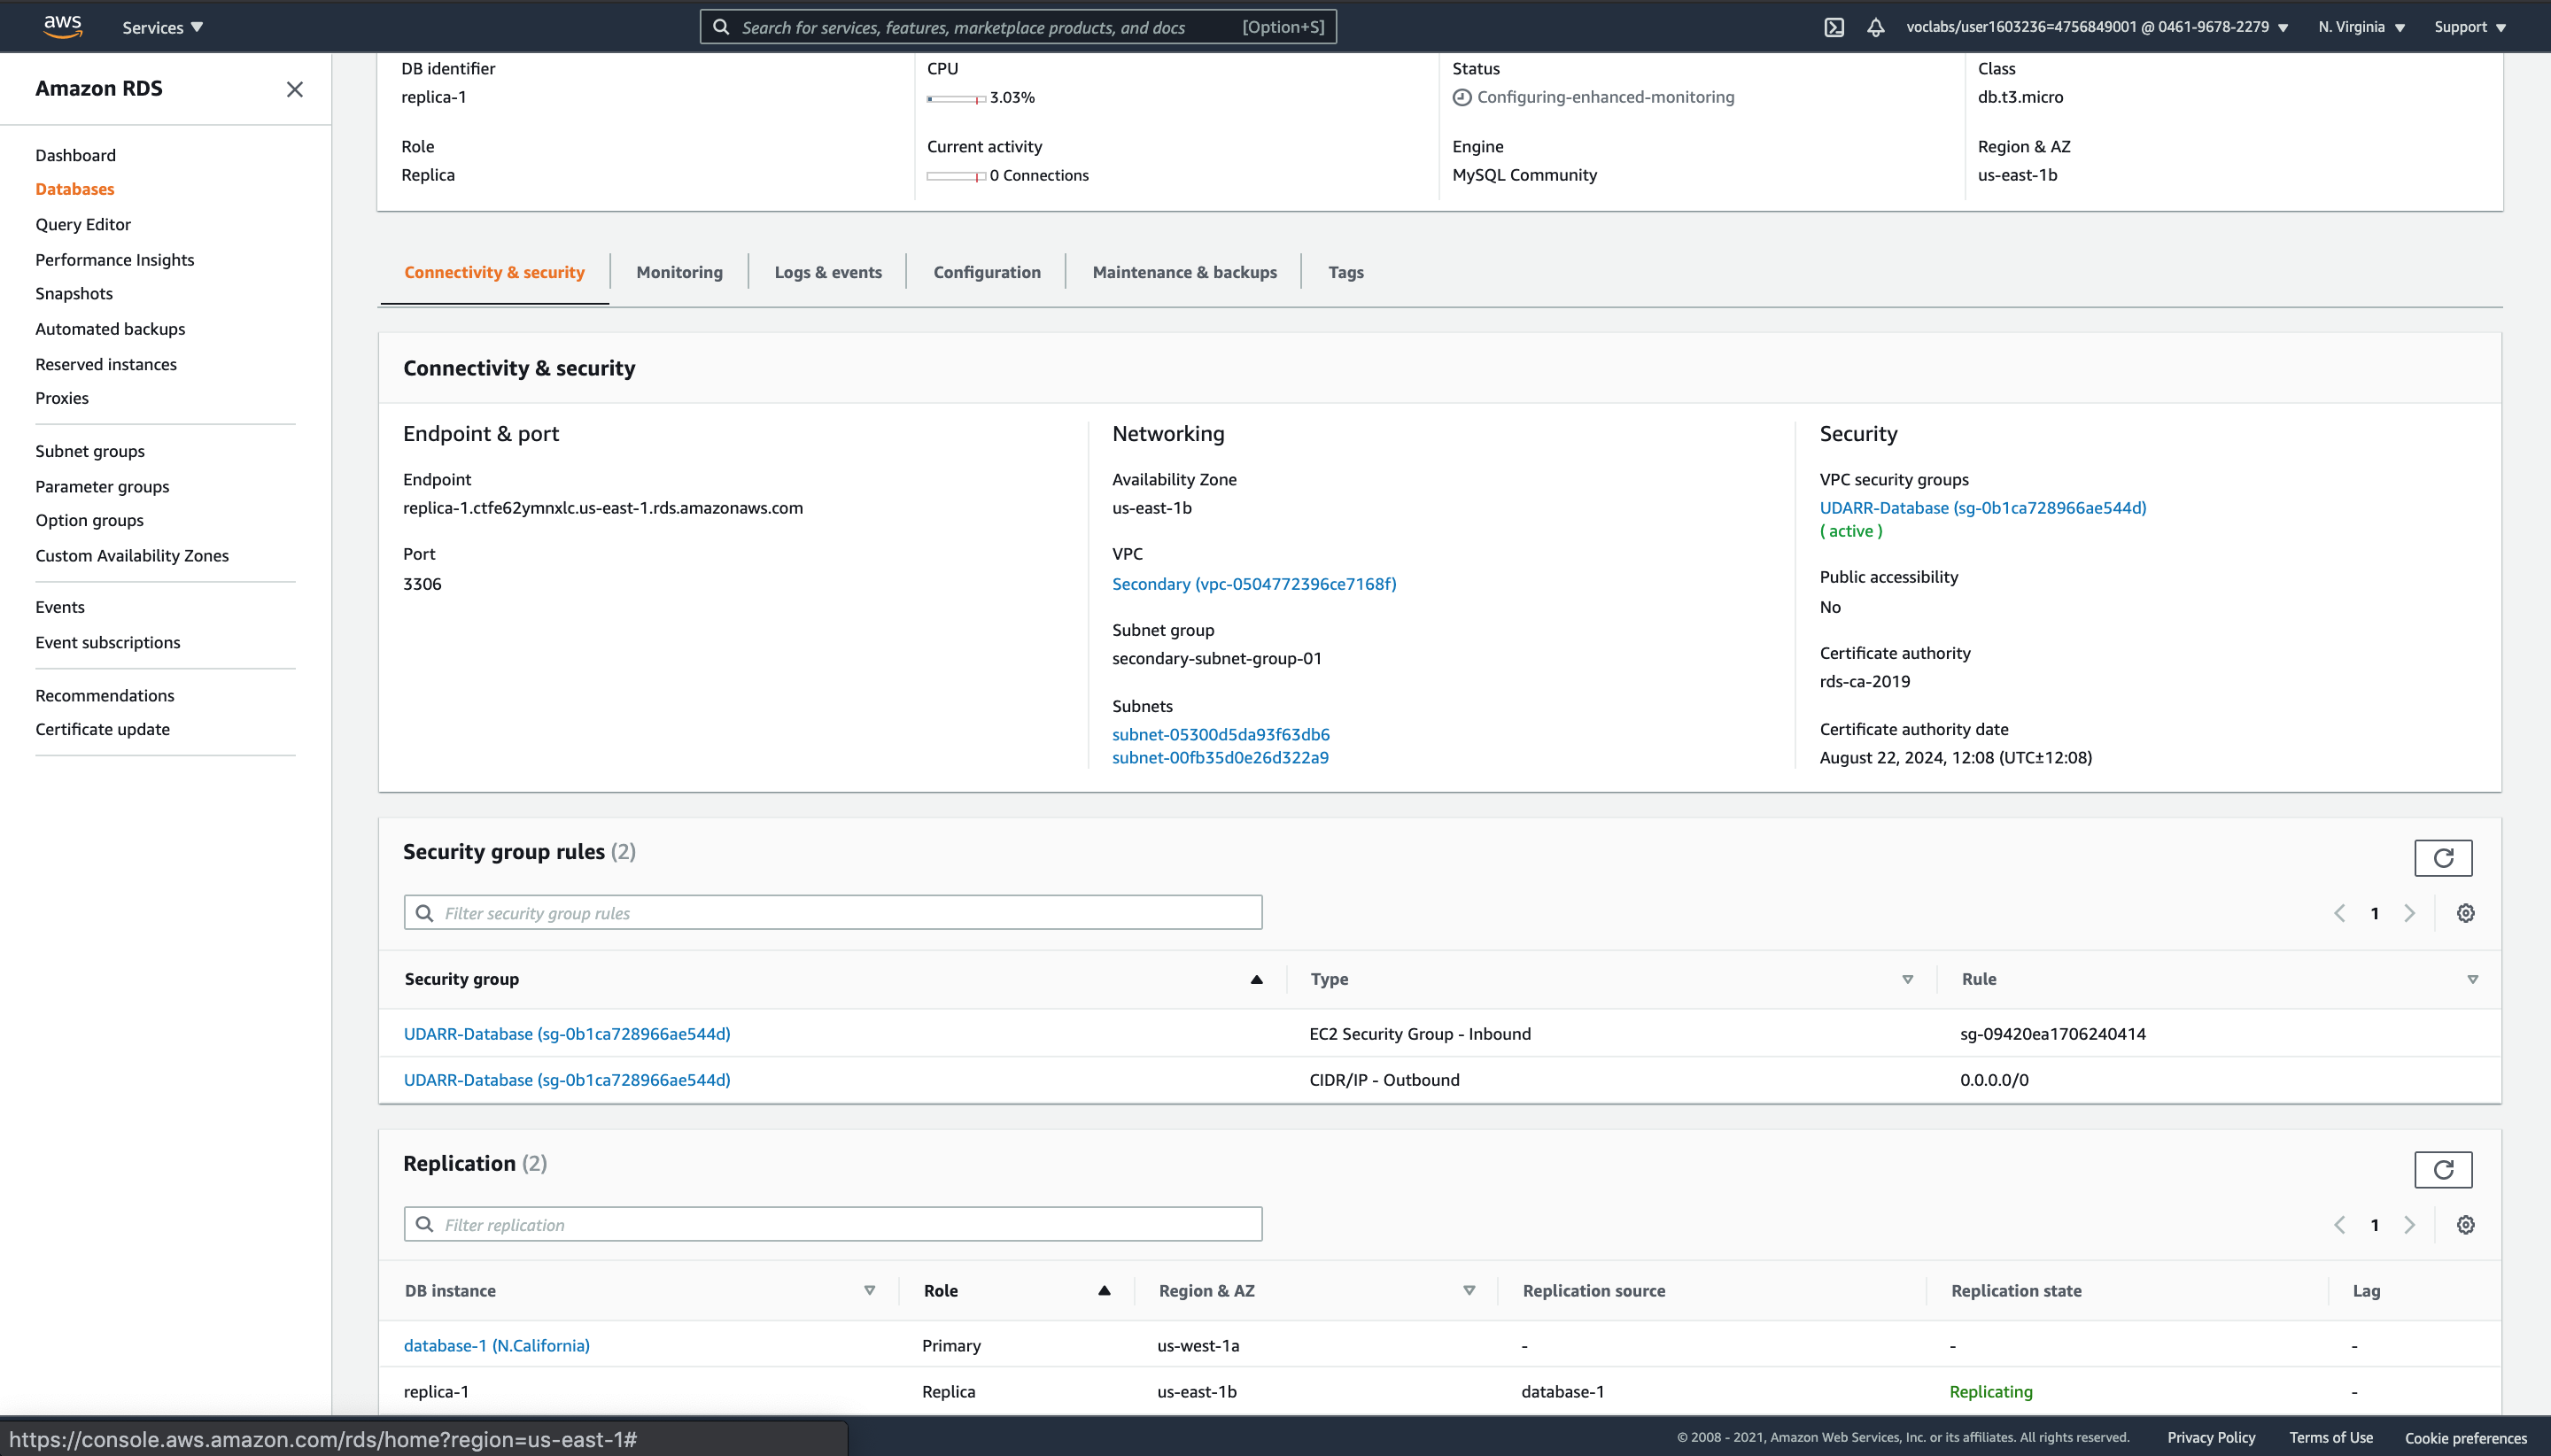 aws
Services
Search for services, features, marketplace products, and docs [Option+S]
voclabs/user1603236=4756849001 @ 0461-9678-2279
N. Virginia
Support
Amazon RDS
Dashboard
Databases
Query Editor
Performance Insights
Snapshots
Automated backups
Reserved instances
Proxies
Subnet groups
Parameter groups
Option groups
Custom Availability Zones
Events
Event subscriptions
Recommendations
Certificate update
DB identifier
replica-1
CPU
3.03%
Status
Configuring-enhanced-monitoring
Class
db.t3.micro
Role
Replica
Current activity
0 Connections
Engine
MySQL Community
Region & AZ
us-east-1b
Connectivity & security
Monitoring
Logs & events
Configuration
Maintenance & backups
Tags
Connectivity & security
Endpoint & port
Endpoint
replica-1.ctfe62ymnxlc.us-east-1.rds.amazonaws.com
Port
3306
Networking
Availability Zone
us-east-1b
VPC
Secondary (vpc-0504772396ce7168f)
Subnet group
secondary-subnet-group-01
Subnets
subnet-05300d5da93f63db6
subnet-00fb35d0e26d322a9
Security
VPC security groups
UDARR-Database (sg-0b1ca728966ae544d)
( active )
Public accessibility
No
Certificate authority
rds-ca-2019
Certificate authority date
August 22, 2024, 12:08 (UTC±12:08)
Security group rules (2)
Filter security group rules
1
Security group Type Rule
UDARR-Database (sg-0b1ca728966ae544d) EC2 Security Group - Inbound sg-09420ea1706240414
UDARR-Database (sg-0b1ca728966ae544d) CIDR/IP - Outbound 0.0.0.0/0
Replication (2)
Filter replication
1
DB instance Role Region & AZ Replication source Replication state Lag
database-1 (N.California) Primary us-west-1a - - -
replica-1 Replica us-east-1b database-1 Replicating -
https://console.aws.amazon.com/rds/home?region=us-east-1#
© 2008 - 2021, Amazon Web Services, Inc. or its affiliates. All rights reserved.
Privacy Policy
Terms of Use
Cookie preferences